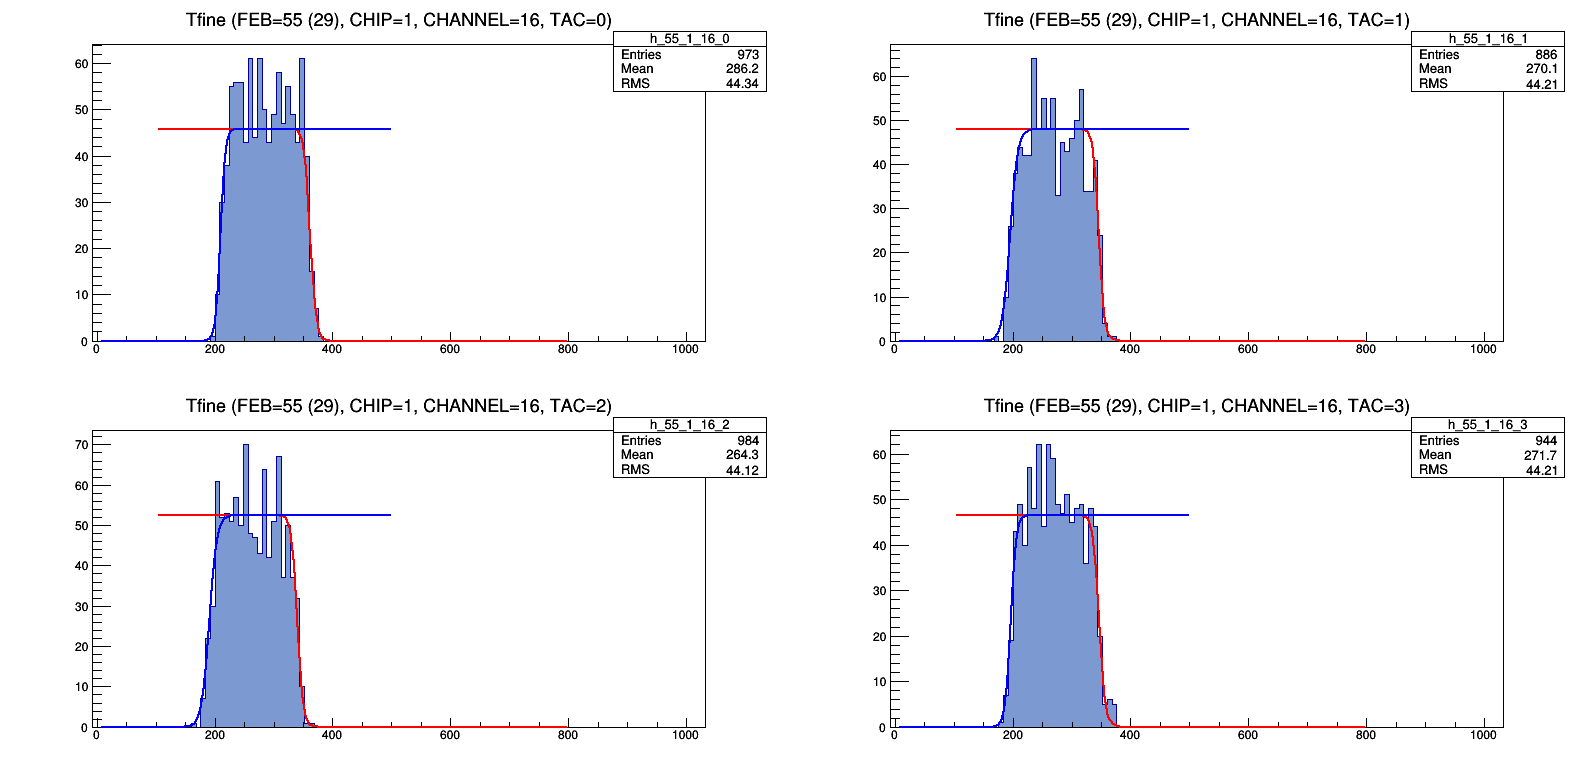 Tfine (FEB=55 (29), CHIP=1, CHANNEL=16, TAC=0)
h_55_1_16_0
Entries 973
Mean 286.2
RMS 44.34
60
50
40
30
20
10
0
0 200 400 600 800 1000
Tfine (FEB=55 (29), CHIP=1, CHANNEL=16, TAC=1)
h_55_1_16_1
Entries 886
Mean 270.1
RMS 44.21
60
50
40
30
20
10
0
0 200 400 600 800 1000
Tfine (FEB=55 (29), CHIP=1, CHANNEL=16, TAC=2)
h_55_1_16_2
Entries 984
Mean 264.3
RMS 44.12
70
60
50
40
30
20
10
0
0 200 400 600 800 1000
Tfine (FEB=55 (29), CHIP=1, CHANNEL=16, TAC=3)
h_55_1_16_3
Entries 944
Mean 271.7
RMS 44.21
60
50
40
30
20
10
0
0 200 400 600 800 1000